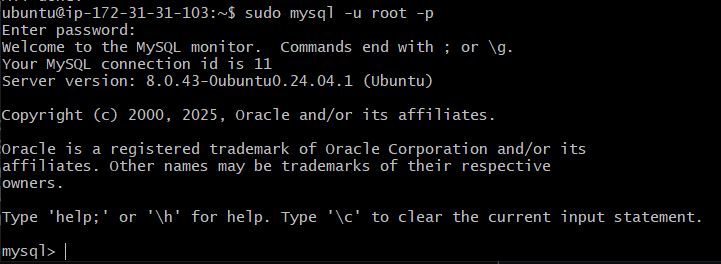 ubuntu@ip-172-31-31-103:~$ sudo mysql -u root -p
Enter password:
Welcome to the MySQL monitor.  Commands end with ; or \g.
Your MySQL connection id is 11
Server version: 8.0.43-0ubuntu0.24.04.1 (Ubuntu)
Copyright (c) 2000, 2025, Oracle and/or its affiliates.
Oracle is a registered trademark of Oracle Corporation and/or its
affiliates. Other names may be trademarks of their respective
owners.
Type 'help;' or '\h' for help. Type '\c' to clear the current input statement.
mysql>